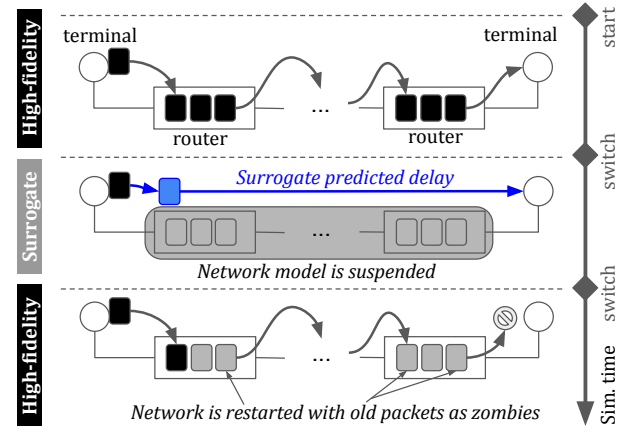 High-fidelity
terminal
terminal
router
...
router
start
switch
Surrogate
Surrogate predicted delay
...
Network model is suspended
switch
High-fidelity
...
Network is restarted with old packets as zombies
Sim. time